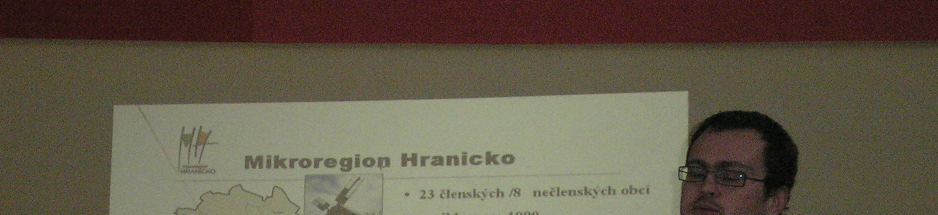 HRANICKO
Mikroregion Hranicko
• 23 členských /8 nečlenských obcí